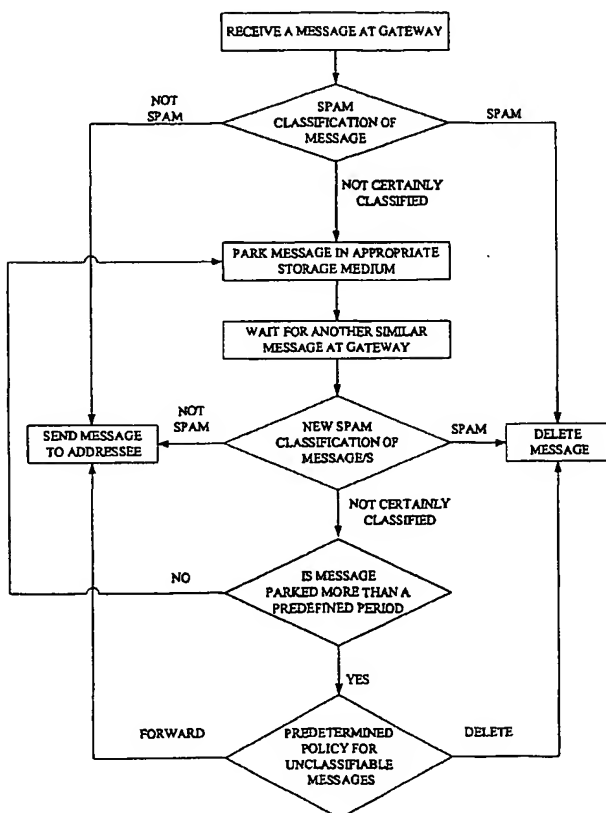 RECEIVE A MESSAGE AT GATEWAY
NOT
SPAM
SPAM
CLASSIFICATION OF
MESSAGE
SPAM
NOT CERTAINLY
CLASSIFIED
PARK MESSAGE IN APPROPRIATE
STORAGE MEDIUM
WAIT FOR ANOTHER SIMILAR
MESSAGE AT GATEWAY
SEND MESSAGE
TO ADDRESSEE
NOT
SPAM
NEW SPAM
CLASSIFICATION OF
MESSAGE/S
SPAM
DELETE
MESSAGE
NOT CERTAINLY
CLASSIFIED
NO
IS MESSAGE
PARKED MORE THAN A
PREDEFINED PERIOD
YES
FORWARD
PREDETERMINED
POLICY FOR
UNCLASSIFIABLE
MESSAGES
DELETE